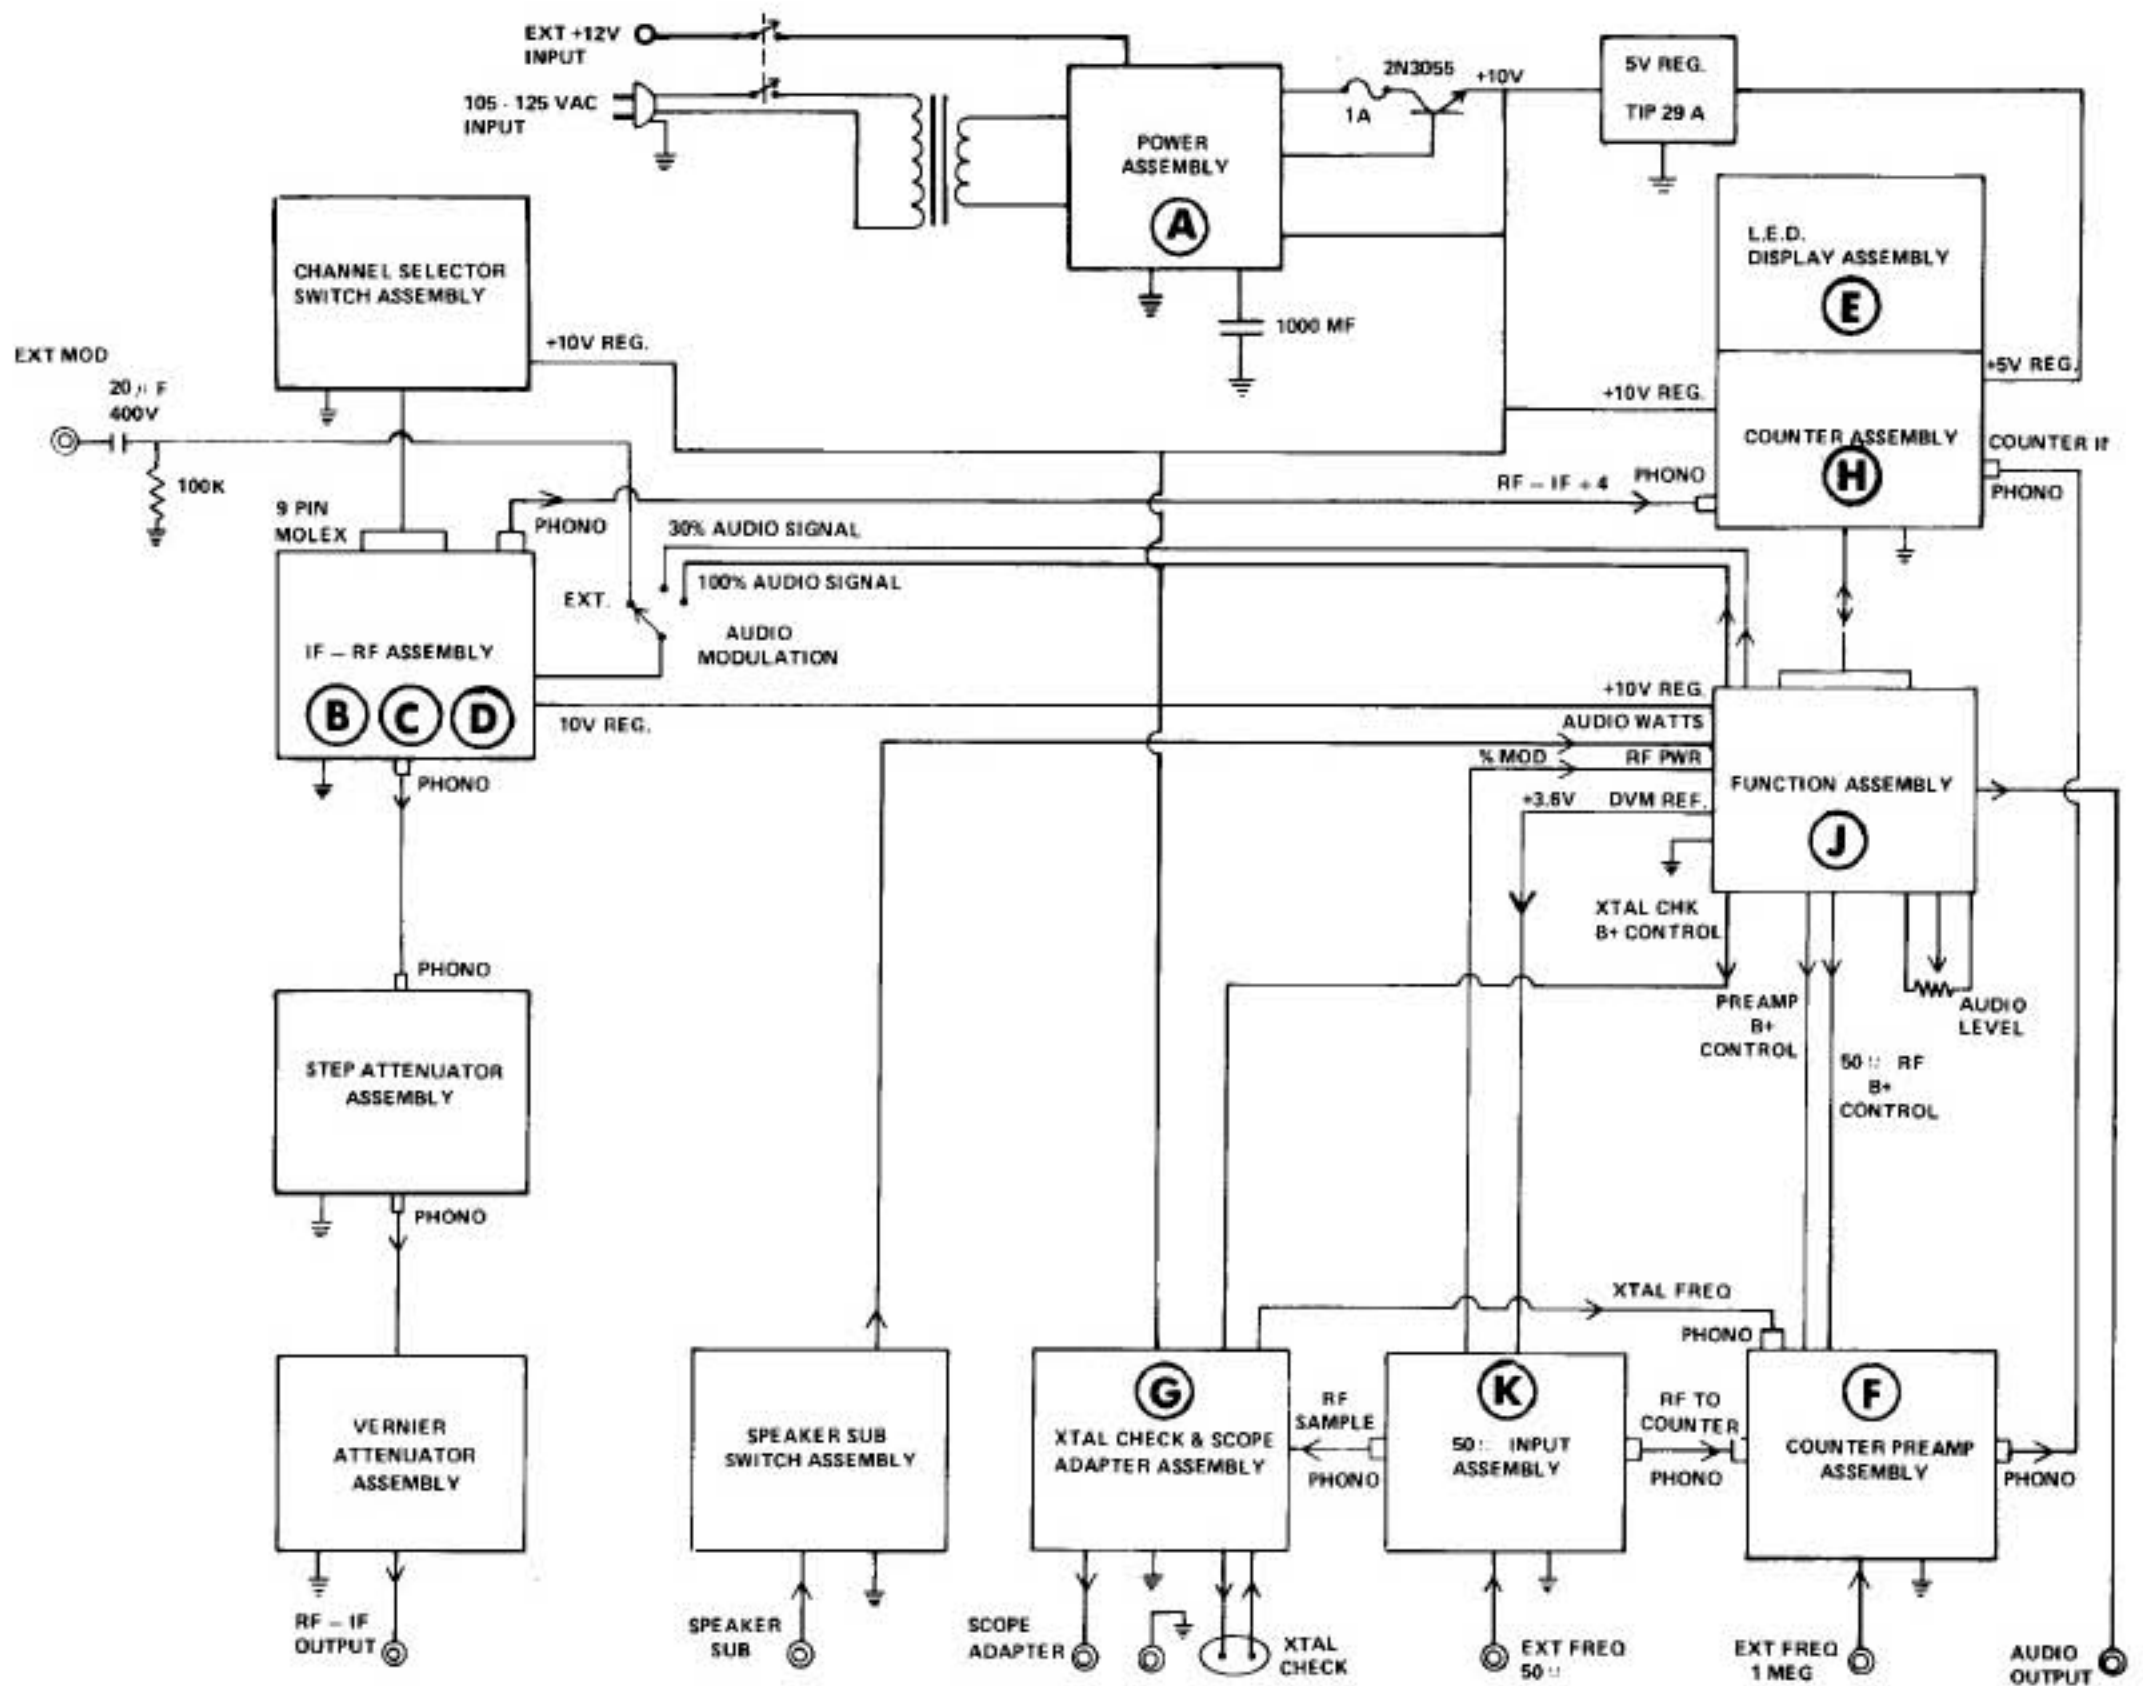 EXT +12V
INPUT
105 - 125 VAC
INPUT
2N3055
+10V
1A
5V REG.
TIP 29 A
POWER
ASSEMBLY
A
1000 MF
L.E.D.
DISPLAY ASSEMBLY
E
+5V REG.
+10V REG.
COUNTER ASSEMBLY
H
COUNTER
PHONO
RF – IF ÷ 4
PHONO
CHANNEL SELECTOR
SWITCH ASSEMBLY
+10V REG.
EXT MOD
400V
100K
9 PIN
MOLEX
PHONO
30% AUDIO SIGNAL
100% AUDIO SIGNAL
EXT.
AUDIO
MODULATION
IF – RF ASSEMBLY
B C D
10V REG.
PHONO
+10V REG.
AUDIO WATTS
% MOD RF PWR
+3.6V DVM REF.
FUNCTION ASSEMBLY
J
XTAL CHK
B+ CONTROL
PREAMP
B+
CONTROL
50 RF
B+
CONTROL
AUDIO
LEVEL
PHONO
STEP ATTENUATOR
ASSEMBLY
PHONO
VERNIER
ATTENUATOR
ASSEMBLY
RF – IF
OUTPUT
SPEAKER SUB
SWITCH ASSEMBLY
SPEAKER
SUB
XTAL FREQ
PHONO
G
XTAL CHECK & SCOPE
ADAPTER ASSEMBLY
RF
SAMPLE
PHONO
K
50 INPUT
ASSEMBLY
RF TO
COUNTER
PHONO
F
COUNTER PREAMP
ASSEMBLY
PHONO
SCOPE
ADAPTER
XTAL
CHECK
EXT FREQ
50
EXT FREQ
1 MEG
AUDIO
OUTPUT